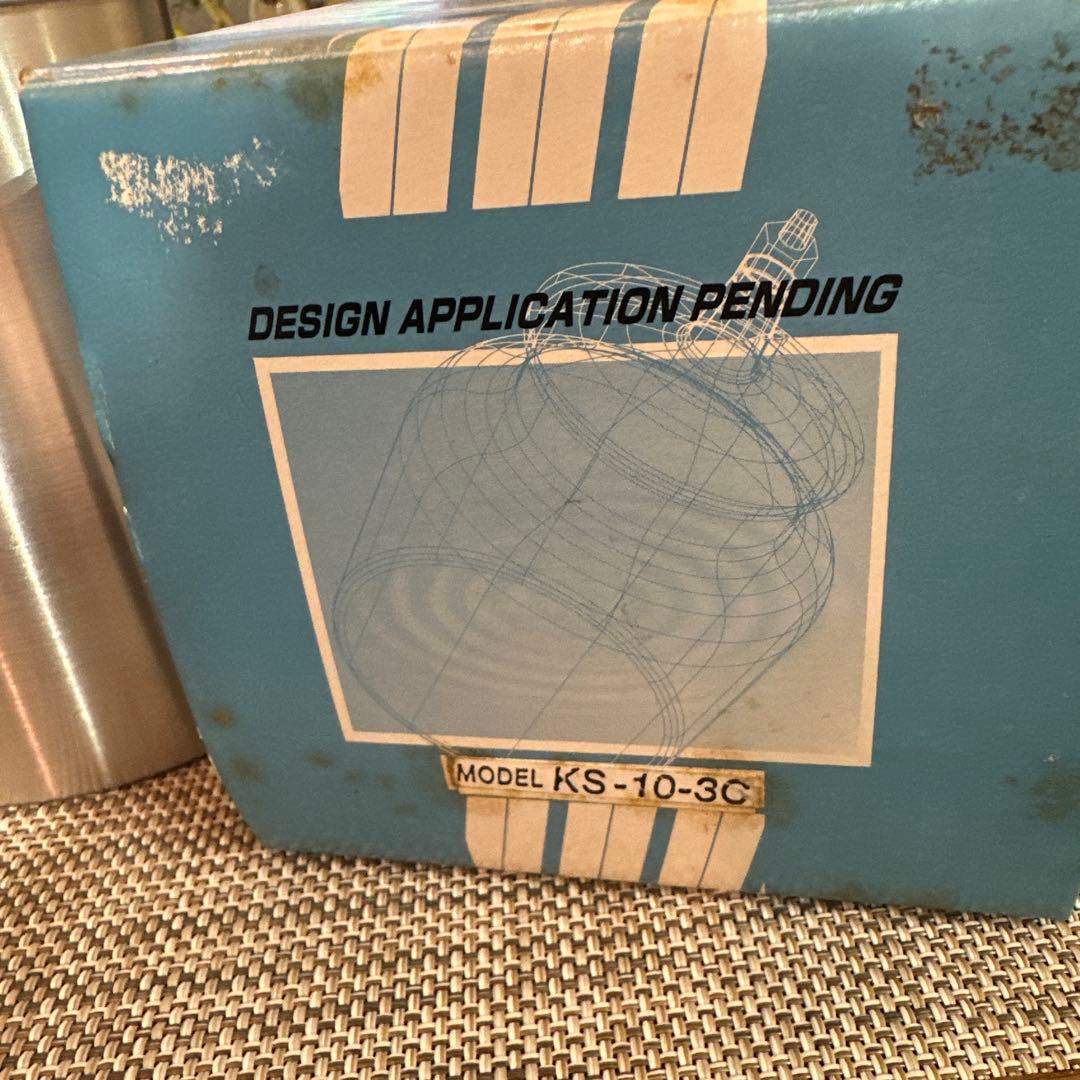 DESIGN APPLICATION PENDING
MODEL KS-10-3C